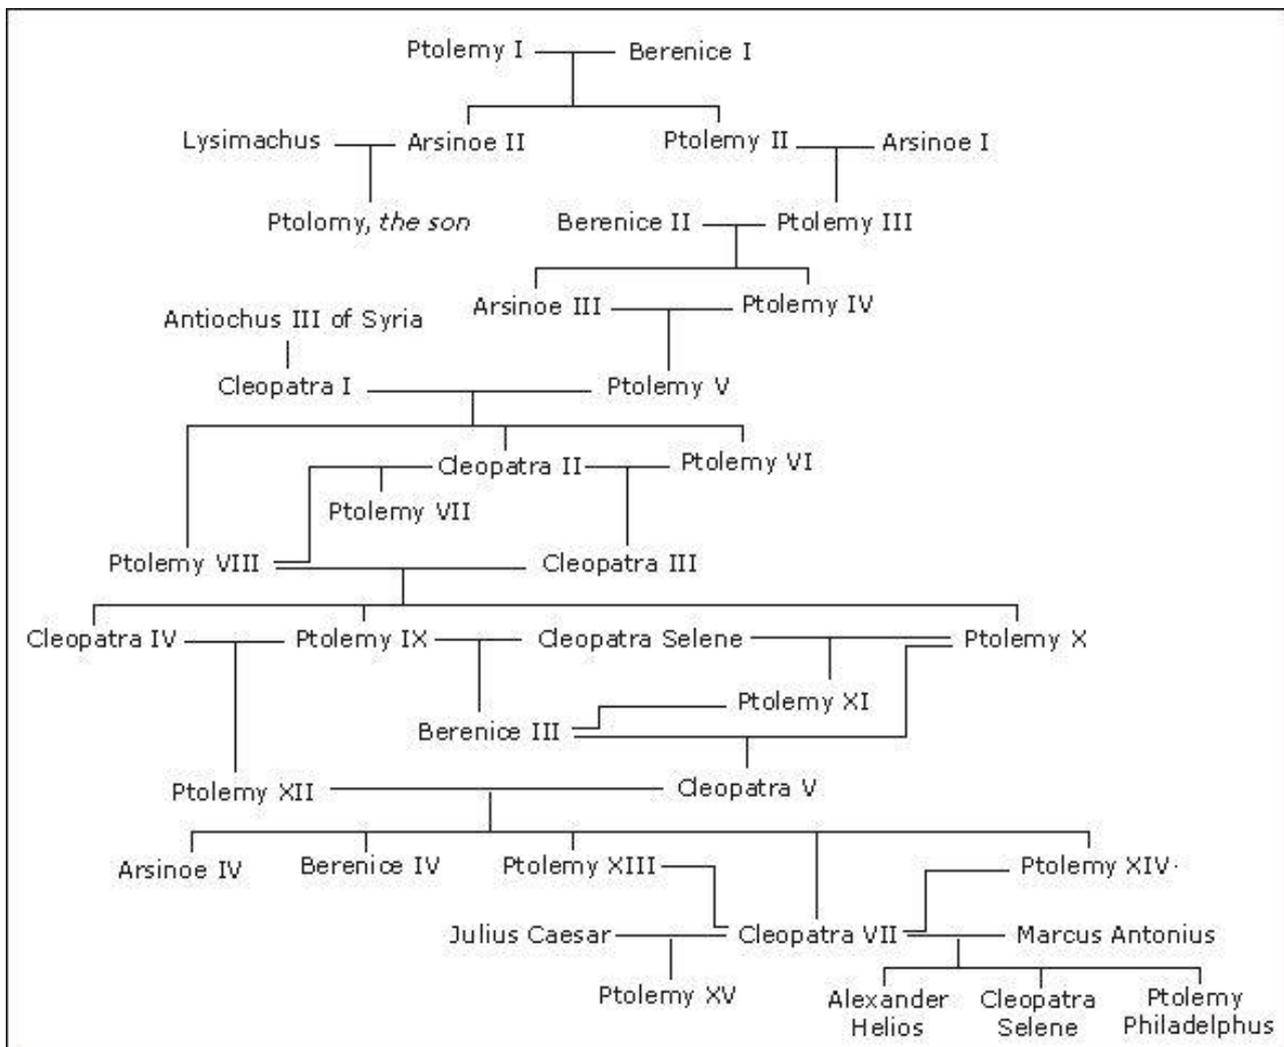 Ptolemy I Berenice I
Lysimachus Arsinoe II Ptolemy II Arsinoe I
Ptolomy, the son Berenice II Ptolemy III
Arsinoe III Ptolemy IV
Antiochus III of Syria
Cleopatra I Ptolemy V
Cleopatra II Ptolemy VI
Ptolemy VII
Ptolemy VIII Cleopatra III
Cleopatra IV Ptolemy IX Cleopatra Selene Ptolemy X
Ptolemy XI
Berenice III
Ptolemy XII Cleopatra V
Arsinoe IV Berenice IV Ptolemy XIII Ptolemy XIV
Julius Caesar Cleopatra VII Marcus Antonius
Ptolemy XV
Alexander Helios
Cleopatra Selene
Ptolemy Philadelphus